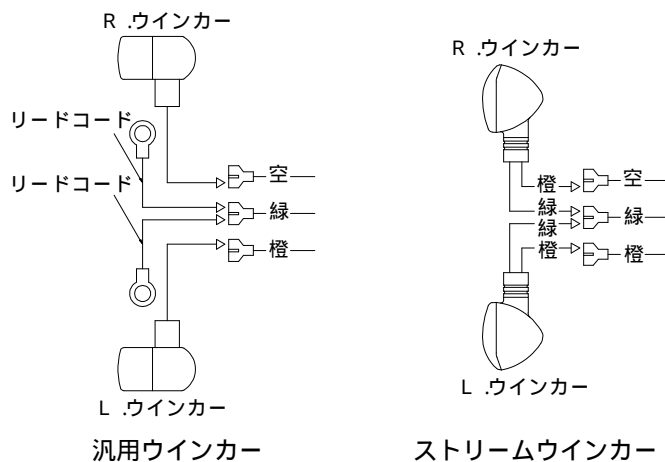 R .ウインカー
リードコード
リードコード
空
緑
橙
L .ウインカー
汎用ウインカー
R .ウインカー
橙
空
緑
緑
緑
橙
橙
L .ウインカー
ストリームウインカー